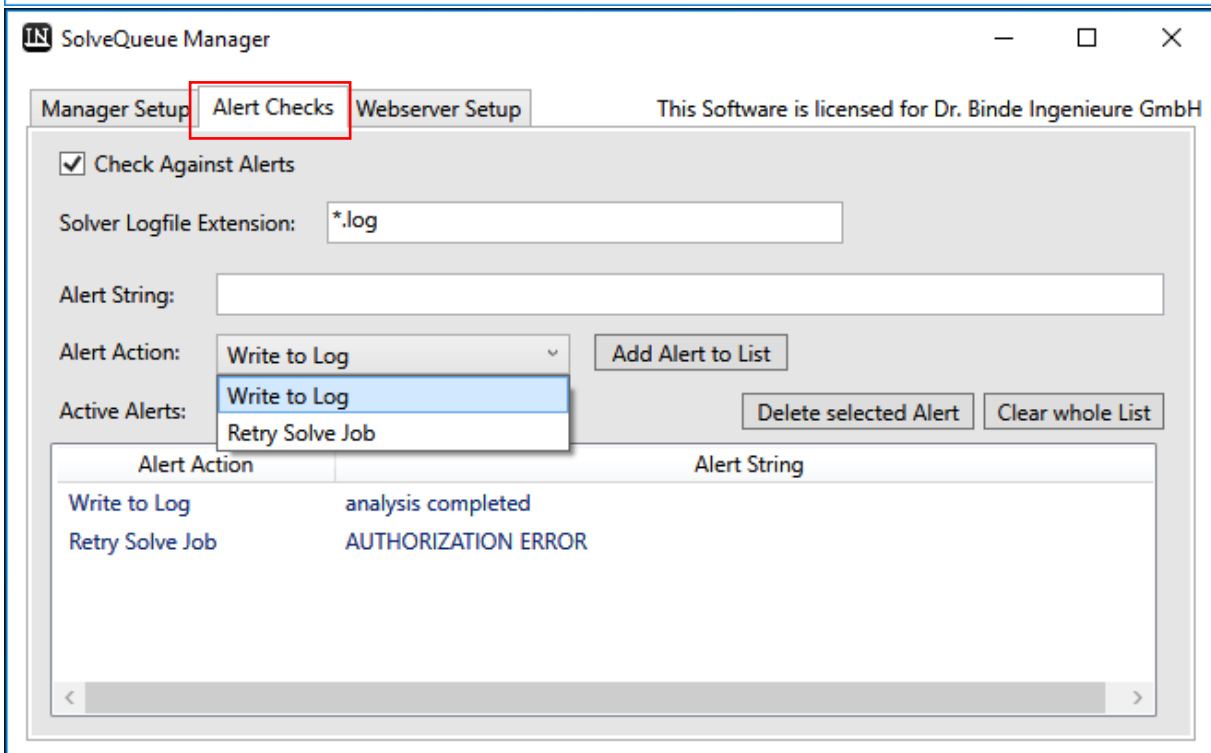 IN SolveQueue Manager
Manager Setup Alert Checks Webserver Setup This Software is licensed for Dr. Binde Ingenieure GmbH
Check Against Alerts
Solver Logfile Extension: *.log
Alert String:
Alert Action: Write to Log Add Alert to List
Write to Log
Active Alerts: Delete selected Alert Clear whole List
Retry Solve Job
Alert Action Alert String
Write to Log analysis completed
Retry Solve Job AUTHORIZATION ERROR